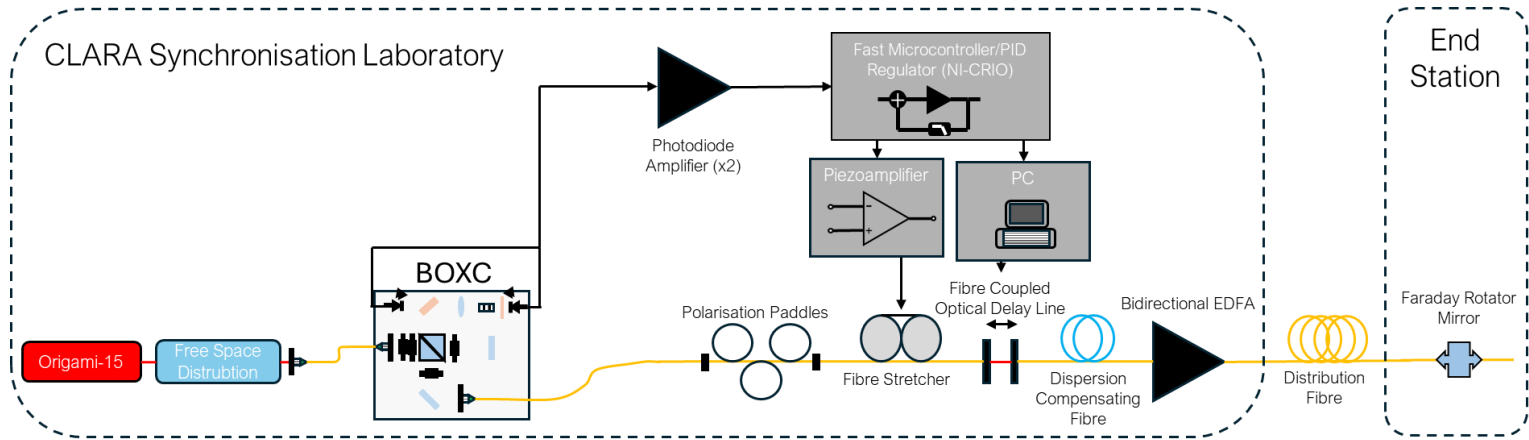 CLARA Synchronisation Laboratory
End
Station
Fast Microcontroller/PID
Regulator (NI-CRIO)
Photodiode
Amplifier (x2)
Piezoamplifier
PC
BOXC
Fibre Coupled
Optical Delay Line
Bidirectional EDFA
Faraday Rotator
Mirror
Polarisation Paddles
Origami-15
Free Space
Distrubtion
Fibre Stretcher
Dispersion
Compensating
Fibre
Distribution
Fibre